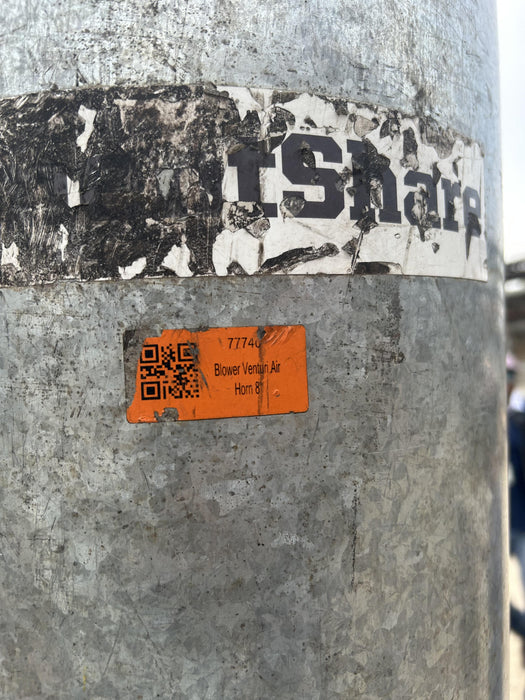 tShare
7774
Blower Venturi Air
Horn 8"